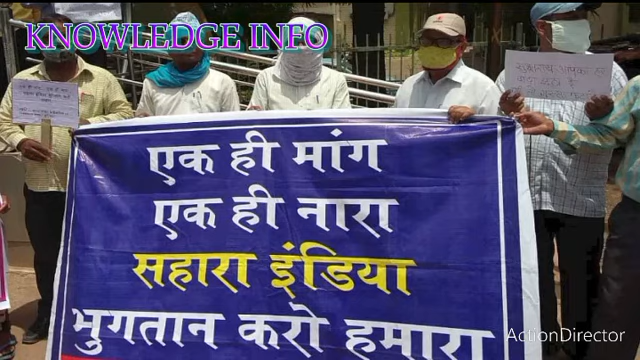 KNOWLEDGE INFO
एक ही मांग
एक ही नारा
सहारा इंडिया
भुगतान करो हमारा
ActionDirector